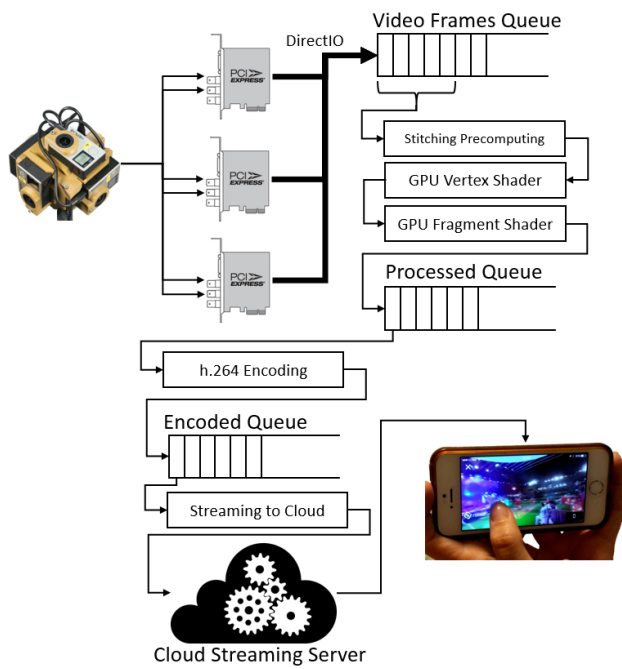 Video Frames Queue
DirectIO
PCI
EXPRESS
Stitching Precomputing
PCI
EXPRESS
GPU Vertex Shader
GPU Fragment Shader
PCI
EXPRESS
Processed Queue
h.264 Encoding
Encoded Queue
Streaming to Cloud
Cloud Streaming Server